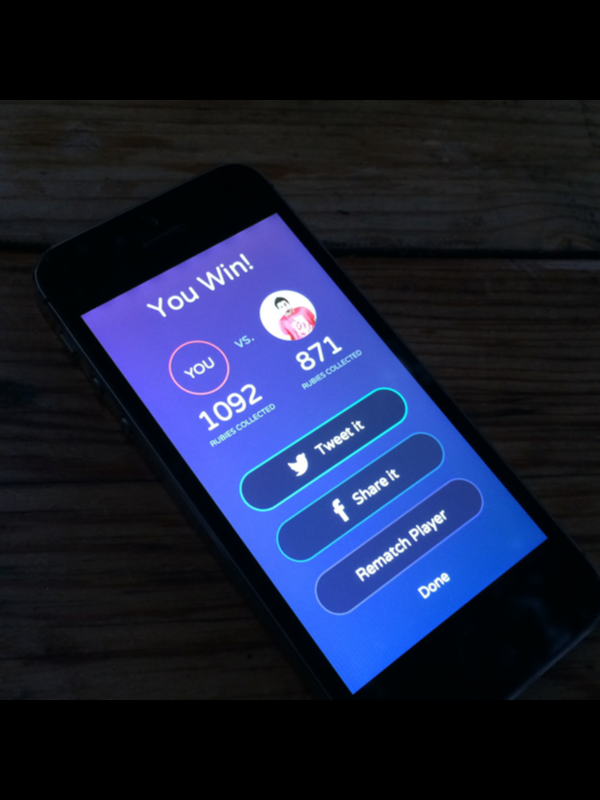 You Win!
YOU
vs.
1092
RUBIES COLLECTED
871
RUBIES COLLECTED
Tweet it
Share it
Rematch Player
Done